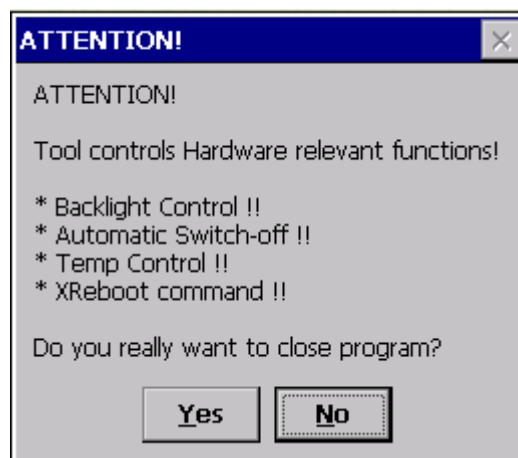 ATTENTION!
ATTENTION!
Tool controls Hardware relevant functions!
* Backlight Control !!
* Automatic Switch-off !!
* Temp Control !!
* XReboot command !!
Do you really want to close program?
Yes No